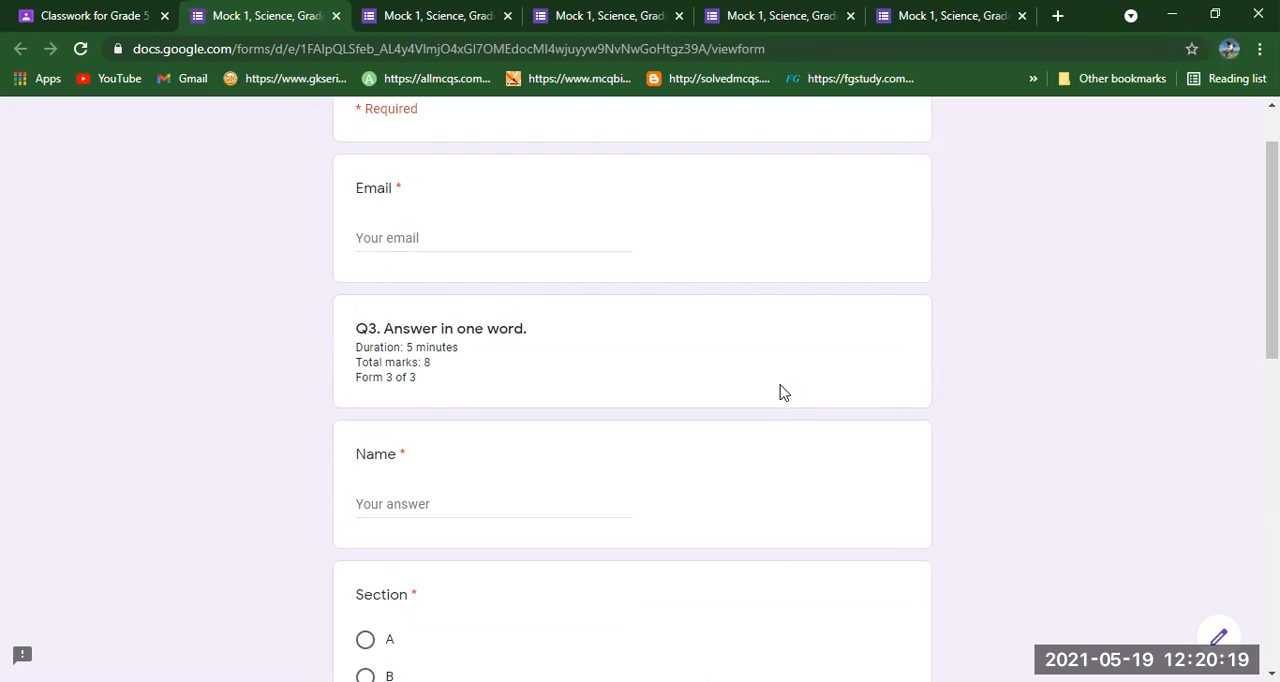 Classwork for Grade 5
Mock 1, Science, Grad
Mock 1, Science, Grad
Mock 1, Science, Grad
Mock 1, Science, Grad
Mock 1, Science, Grad
docs.google.com/forms/d/e/1FAIpQLSfeb_AL4y4VImjO4xGI7OMEdocMI4wjuyyw9NvNwGoHtgz39A/viewform
Apps
YouTube
Gmail
https://www.gkseri...
https://allmcqs.com...
https://www.mcqbi...
http://solvedmcqs....
FG https://fgstudy.com...
»
Other bookmarks
Reading list
* Required
Email *
Your email
Q3. Answer in one word.
Duration: 5 minutes
Total marks: 8
Form 3 of 3
Name *
Your answer
Section *
A
B
2021-05-19 12:20:19